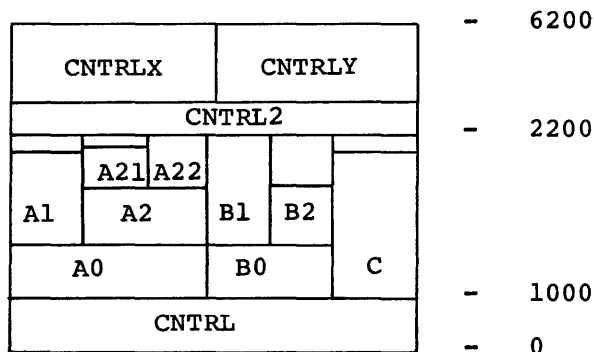 - 6200
CNTRLX CNTRLY
CNTRL2
- 2200
A21 A22
A1 A2 B1 B2
A0 B0 C
- 1000
CNTRL
- 0